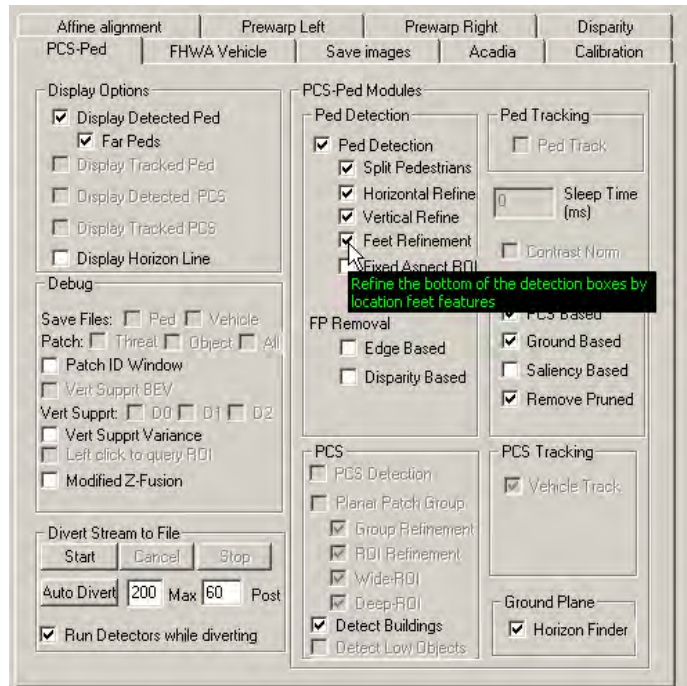 Affine alignment
Prewarp Left
Prewarp Right
Disparity
PCS-Ped
FHWA Vehicle
Save images
Acadia
Calibration
Display Options
Display Detected Ped
Far Peds
Display Tracked Ped
Display Detected PCS
Display Tracked PCS
Display Horizon Line
Debug
Save Files: Ped Vehicle
Patch: Threat Object All
Patch ID Window
Vert Supprt BEV
Vert Supprt: D0 D1 D2
Vert Supprt Variance
Left click to query ROI
Modified Z-Fusion
Divert Stream to File
Start Cancel Stop
Auto Divert 200 Max 60 Post
Run Detectors while diverting
PCS-Ped Modules
Ped Detection
Ped Detection
Split Pedestrians
Horizontal Refine
Vertical Refine
Feet Refinement
Fixed Aspect ROI
Refine the bottom of the detection boxes by
location feet features
FP Removal
Edge Based
Disparity Based
Ped Tracking
Ped Track
0 Sleep Time
(ms)
Contrast Norm
PCS Based
Ground Based
Saliency Based
Remove Pruned
PCS
PCS Detection
Planar Patch Group
Group Refinement
ROI Refinement
Wide-ROI
Deep-ROI
Detect Buildings
Detect Low Objects
PCS Tracking
Vehicle Track
Ground Plane
Horizon Finder